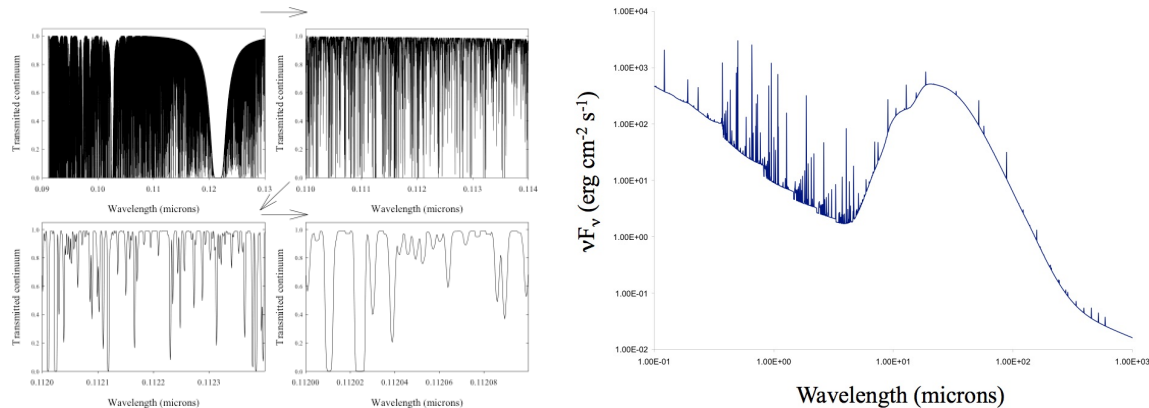 1.0
0.8
0.6
0.4
0.2
0.0
Transmitted continuum
0.09 0.10 0.11 0.12 0.13
Wavelength (microns)
1.0
0.8
0.6
0.4
0.2
0.0
Transmitted continuum
0.110 0.111 0.112 0.113 0.114
Wavelength (microns)
1.0
0.8
0.6
0.4
0.2
0.0
Transmitted continuum
0.1120 0.1121 0.1122 0.1123
Wavelength (microns)
1.0
0.8
0.6
0.4
0.2
0.0
Transmitted continuum
0.11200 0.11202 0.11204 0.11206 0.11208
Wavelength (microns)
1.00E+04
1.00E+03
1.00E+02
1.00E+01
1.00E+00
1.00E-01
1.00E-02
νFν (erg cm-2 s-1)
1.00E-01 1.00E+00 1.00E+01 1.00E+02 1.00E+03
Wavelength (microns)